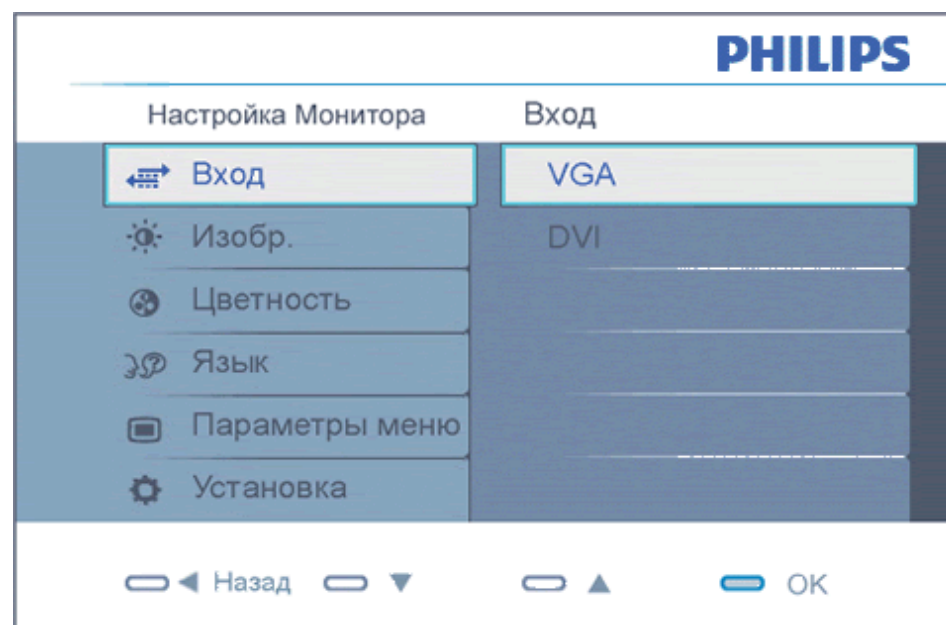 PHILIPS
Настройка Монитора Вход
Вход VGA
Изобр. DVI
Цветность
Язык
Параметры меню
Установка
Назад OK